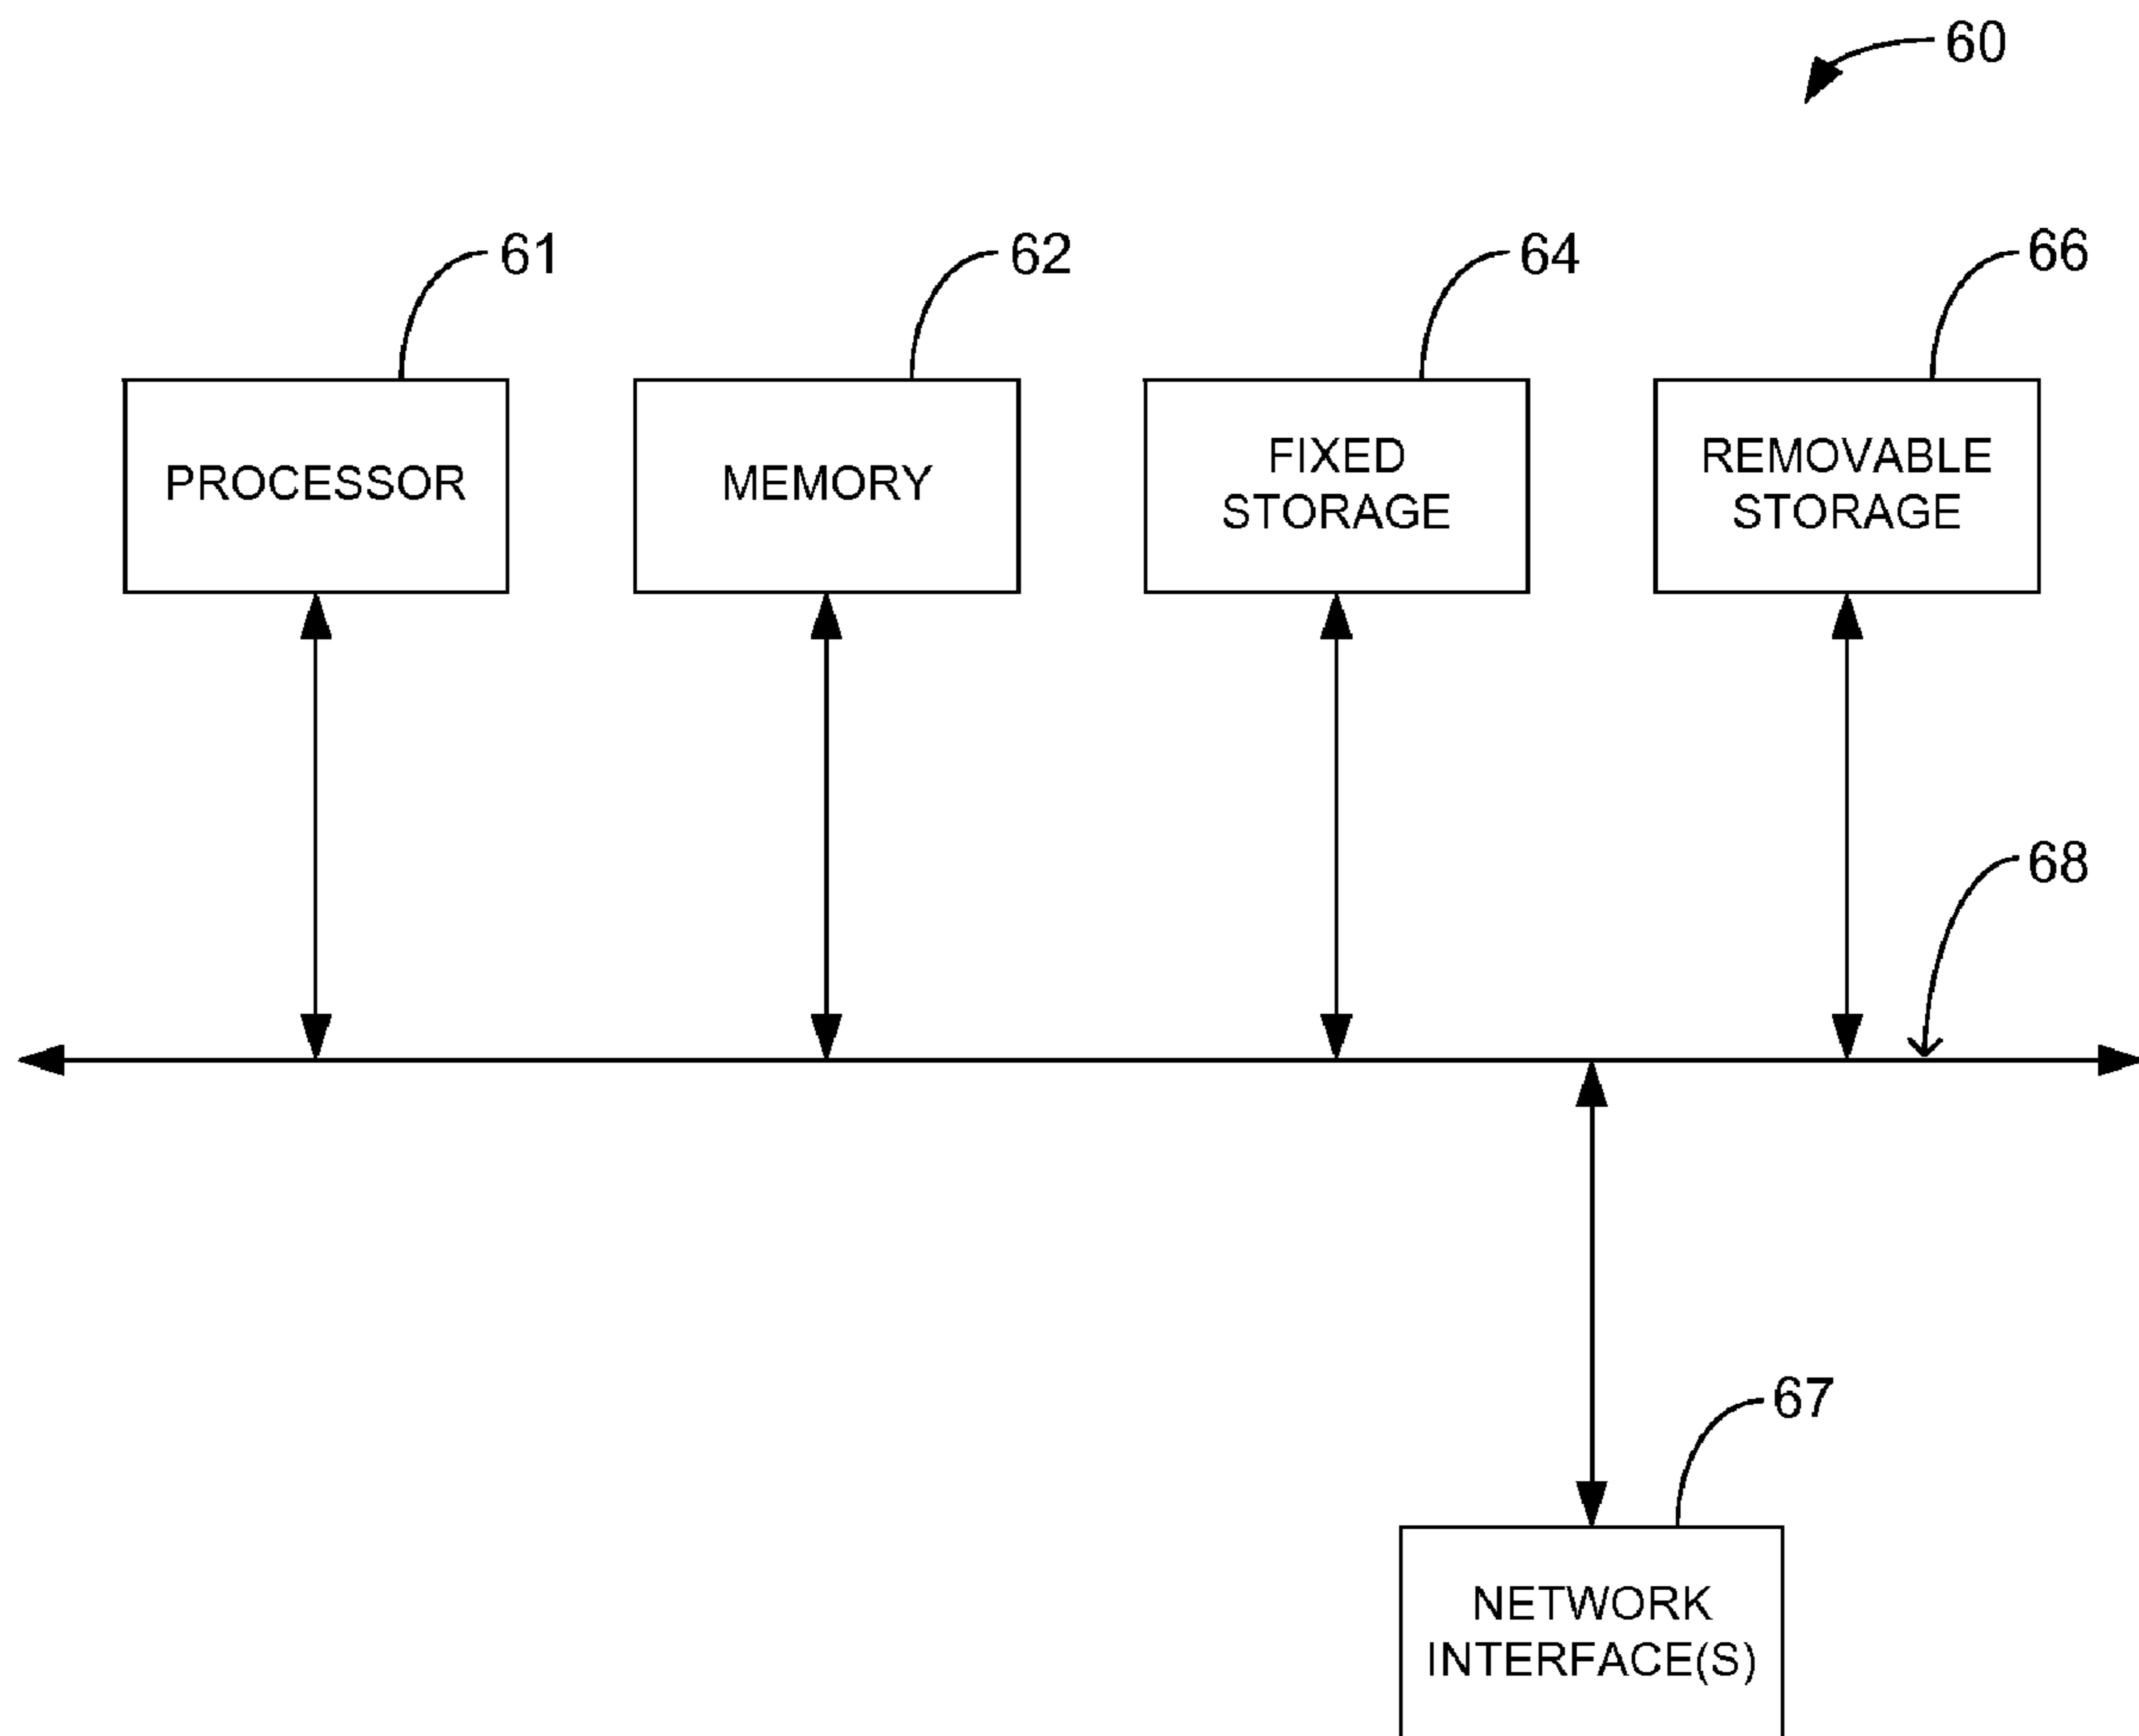 60
61
62
64
66
PROCESSOR
MEMORY
FIXED
STORAGE
REMOVABLE
STORAGE
68
67
NETWORK
INTERFACE(S)